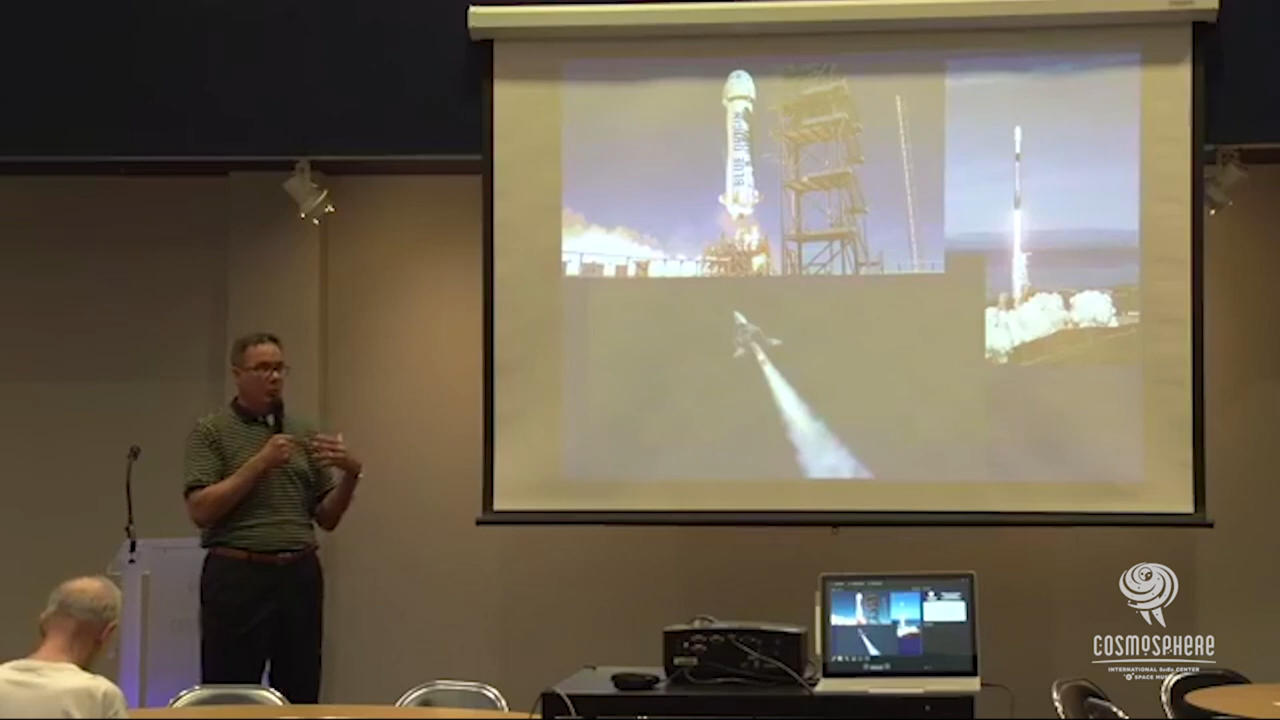 BLUE ORIGIN
COSMOSPHERE
INTERNATIONAL SciEd CENTER
& SPACE MUSEUM